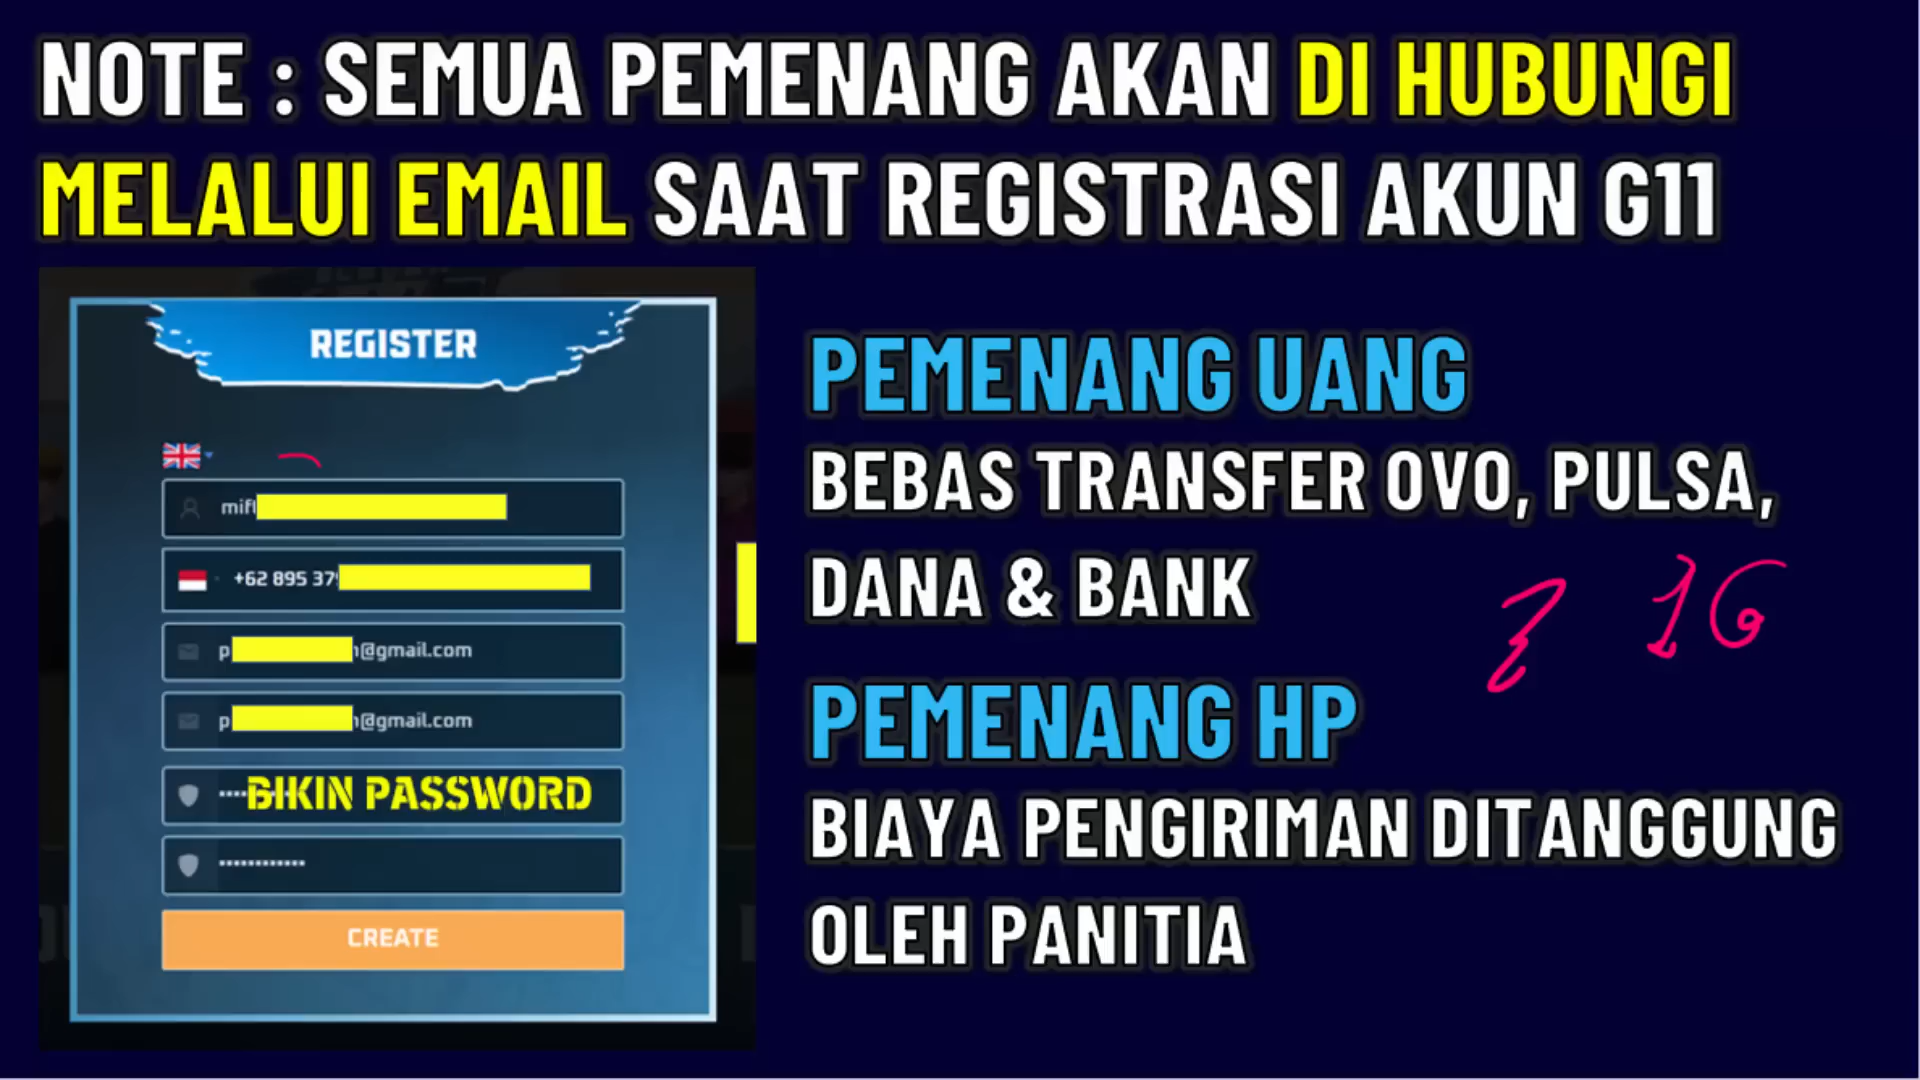 NOTE : SEMUA PEMENANG AKAN DI HUBUNGI
MELALUI EMAIL SAAT REGISTRASI AKUN G11
REGISTER
mifl
+62 895 379
p n@gmail.com
p n@gmail.com
BIKIN PASSWORD
CREATE
PEMENANG UANG
BEBAS TRANSFER OVO, PULSA,
DANA & BANK
16
PEMENANG HP
BIAYA PENGIRIMAN DITANGGUNG
OLEH PANITIA